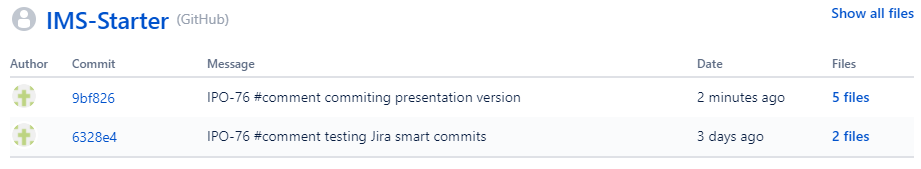 IMS-Starter (GitHub) Show all files
Author Commit Message Date Files
9bf826 IPO-76 #comment commiting presentation version 2 minutes ago 5 files
6328e4 IPO-76 #comment testing Jira smart commits 3 days ago 2 files